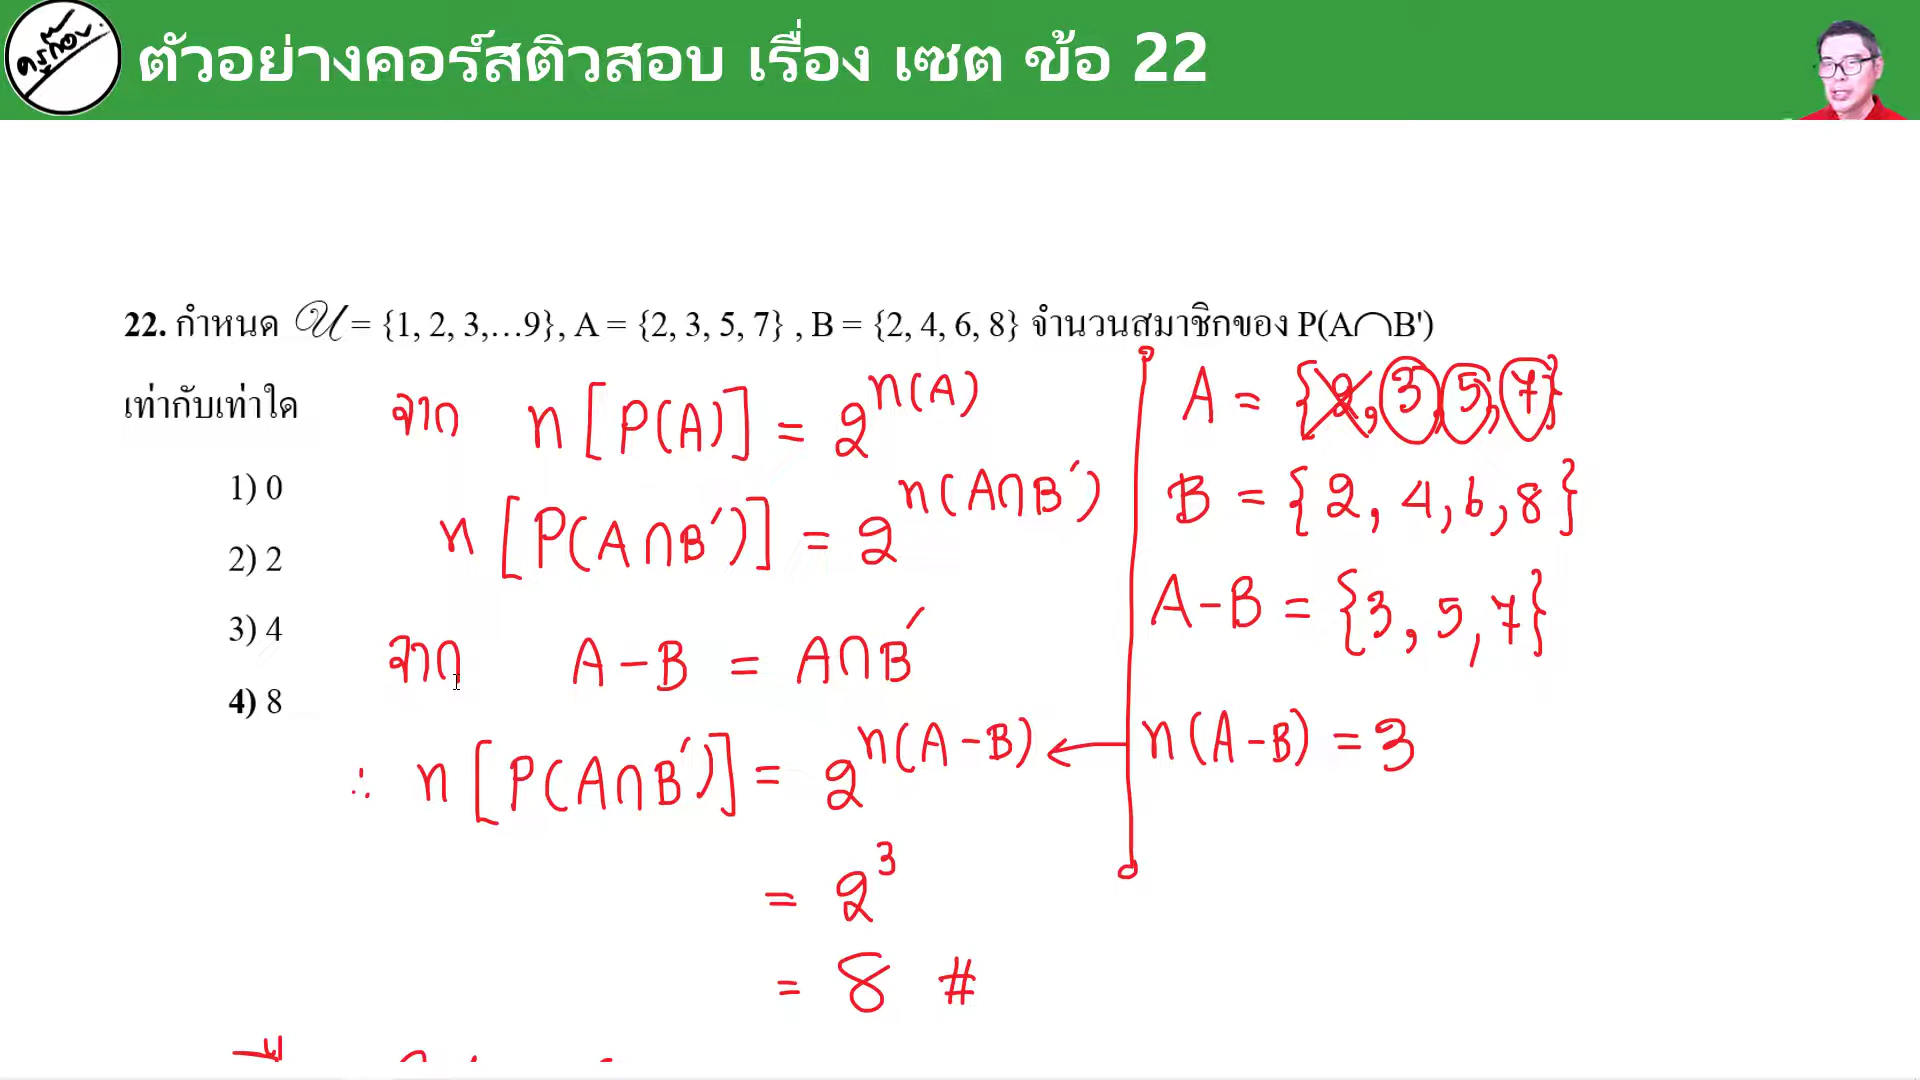 ครูก๊อบ
ตัวอย่างคอร์สติวสอบ เรื่อง เซต ข้อ 22
22. กำหนด 𝒰 = {1, 2, 3,…9}, A = {2, 3, 5, 7} , B = {2, 4, 6, 8} จำนวนสมาชิกของ P(A∩B')
เท่ากับเท่าใด
1) 0
2) 2
3) 4
4) 8
จาก n[P(A)] = 2^n(A)
n[P(A∩B')] = 2^n(A∩B')
จาก A-B = A∩B'
∴ n[P(A∩B')] = 2^n(A-B)
= 2^3
= 8 #
A = {2, 3, 5, 7}
B = {2, 4, 6, 8}
A-B = {3, 5, 7}
n(A-B) = 3